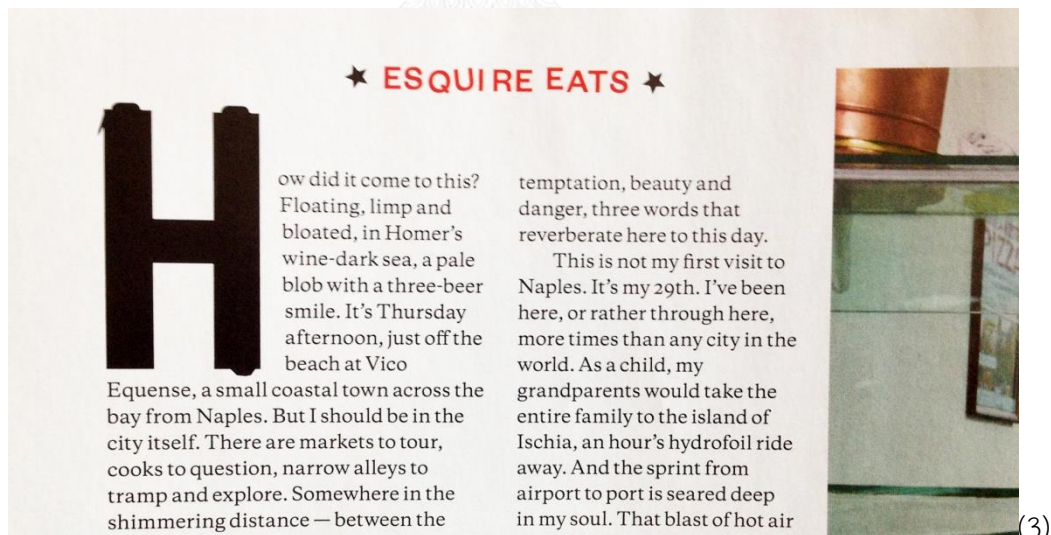 ★ ESQUIRE EATS ★
How did it come to this?
Floating, limp and
bloated, in Homer's
wine-dark sea, a pale
blob with a three-beer
smile. It's Thursday
afternoon, just off the
beach at Vico
Equense, a small coastal town across the
bay from Naples. But I should be in the
city itself. There are markets to tour,
cooks to question, narrow alleys to
tramp and explore. Somewhere in the
shimmering distance — between the
temptation, beauty and
danger, three words that
reverberate here to this day.
This is not my first visit to
Naples. It's my 29th. I've been
here, or rather through here,
more times than any city in the
world. As a child, my
grandparents would take the
entire family to the island of
Ischia, an hour's hydrofoil ride
away. And the sprint from
airport to port is seared deep
in my soul. That blast of hot air
(3)